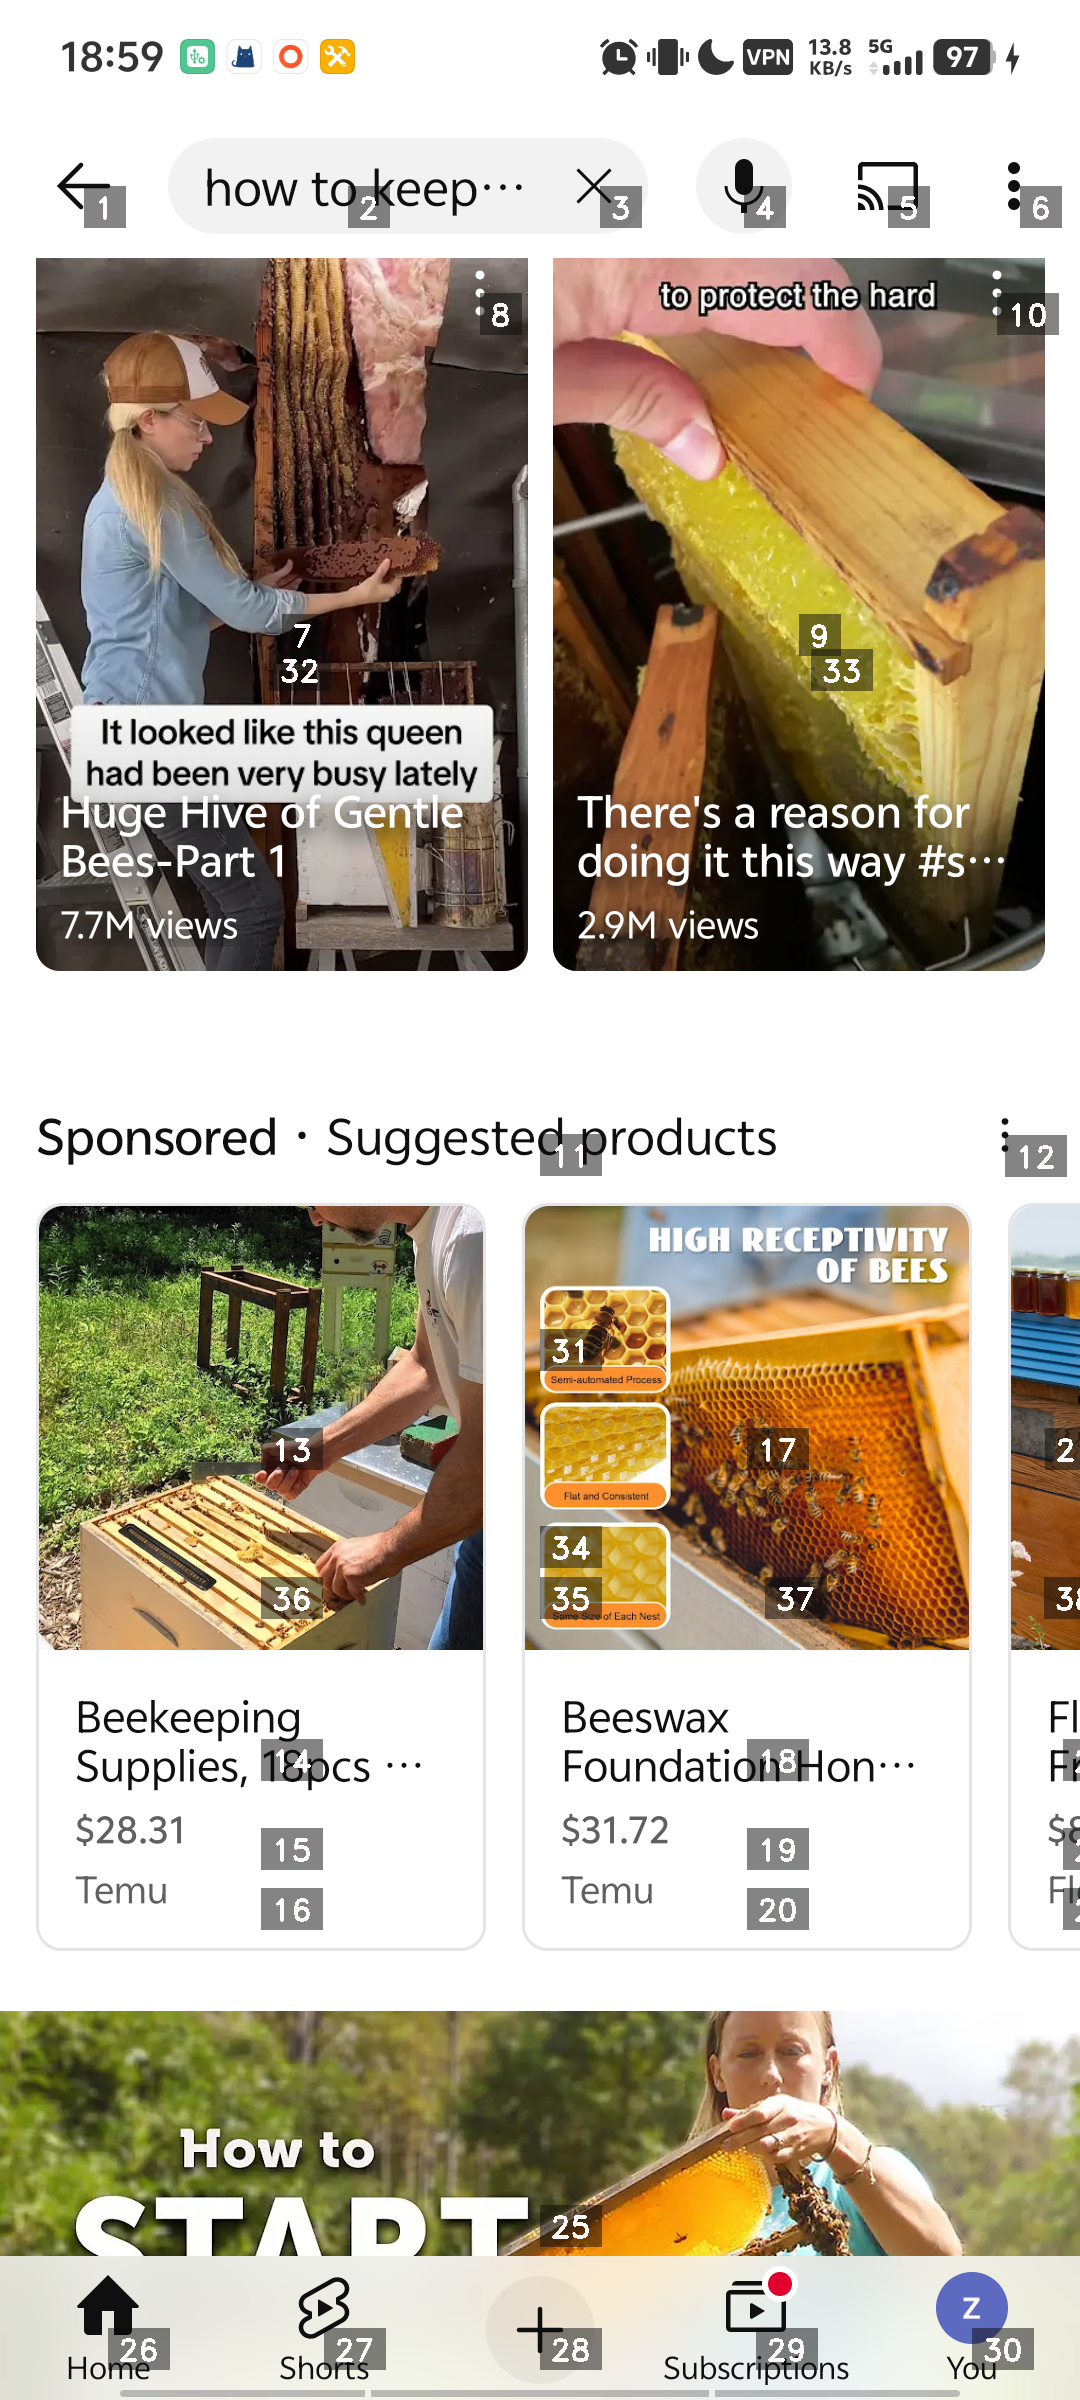 18:59
VPN
13.8
KB/s
5G
97
how to keep...
1
2
3
4
5
6
to protect the hard
8
10
7
32
9
33
It looked like this queen
had been very busy lately
Huge Hive of Gentle
Bees-Part 1
7.7M views
There's a reason for
doing it this way #s...
2.9M views
Sponsored · Suggested products
11
12
HIGH RECEPTIVITY
OF BEES
31
Semi-automated Process
13
17
2
Flat and Consistent
34
35
36
37
38
Same Size of Each Nest
Beekeeping
Supplies, 18pcs ...
14
$28.31
15
Temu
16
Beeswax
Foundation Hon...
18
$31.72
19
Temu
20
Fl
How to
START
25
26
27
28
29
30
Home
Shorts
Subscriptions
You
Z